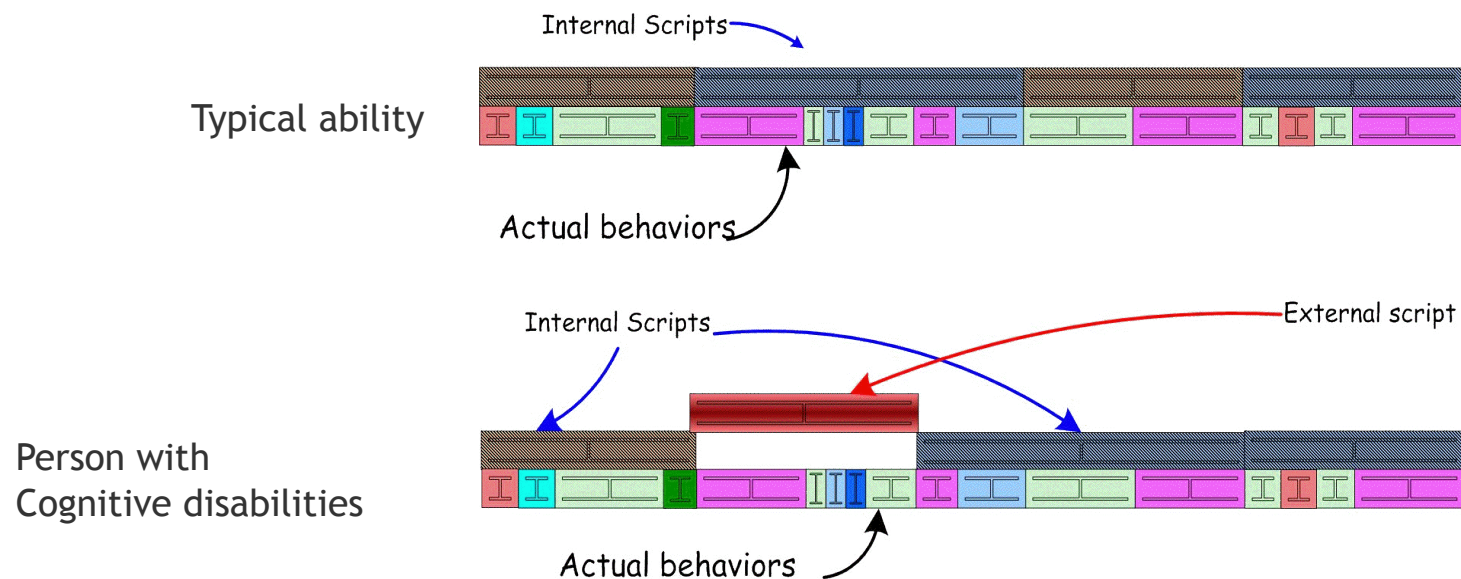 Internal Scripts
Typical ability
Actual behaviors
Internal Scripts
External script
Person with
Cognitive disabilities
Actual behaviors